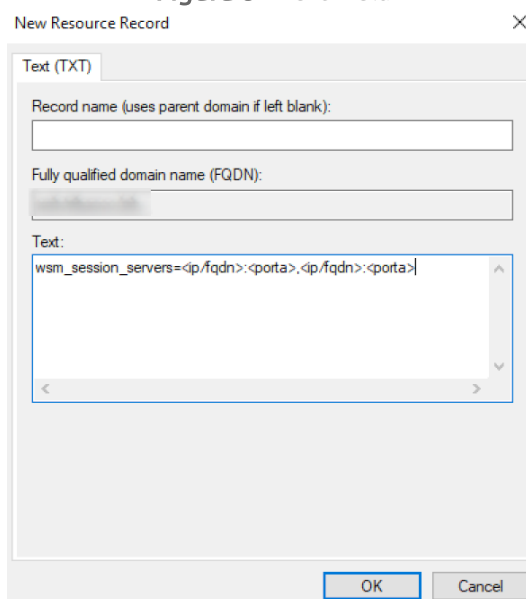 New Resource Record
Text (TXT)
Record name (uses parent domain if left blank):
Fully qualified domain name (FQDN):
Text:
wsm_session_servers=<ip/fqdn>:<porta>,<ip/fqdn>:<porta>
OK
Cancel